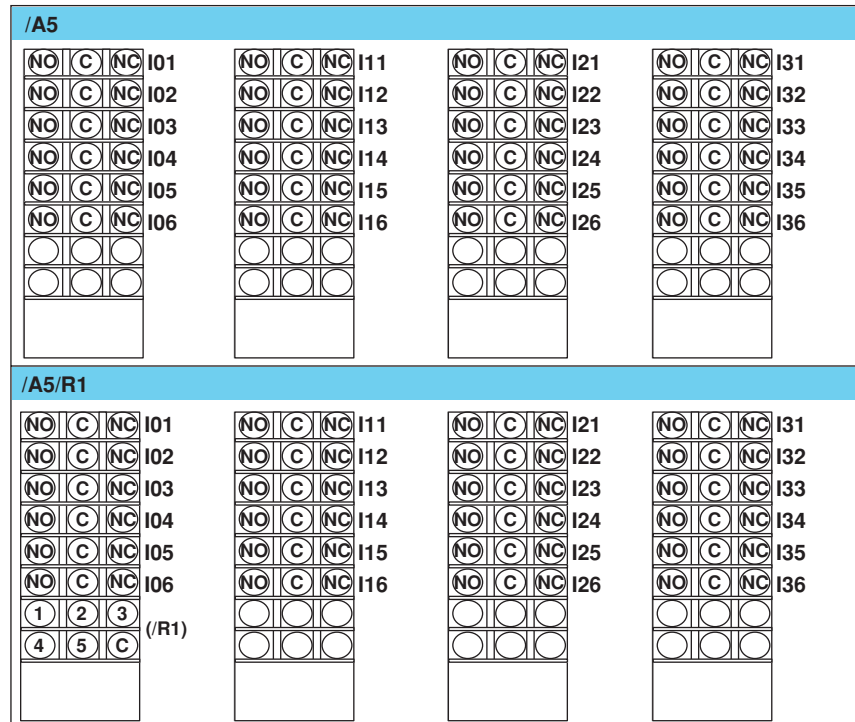 /A5
NO C NC I01 NO C NC I11 NO C NC I21 NO C NC I31
NO C NC I02 NO C NC I12 NO C NC I22 NO C NC I32
NO C NC I03 NO C NC I13 NO C NC I23 NO C NC I33
NO C NC I04 NO C NC I14 NO C NC I24 NO C NC I34
NO C NC I05 NO C NC I15 NO C NC I25 NO C NC I35
NO C NC I06 NO C NC I16 NO C NC I26 NO C NC I36
/A5/R1
NO C NC I01 NO C NC I11 NO C NC I21 NO C NC I31
NO C NC I02 NO C NC I12 NO C NC I22 NO C NC I32
NO C NC I03 NO C NC I13 NO C NC I23 NO C NC I33
NO C NC I04 NO C NC I14 NO C NC I24 NO C NC I34
NO C NC I05 NO C NC I15 NO C NC I25 NO C NC I35
NO C NC I06 NO C NC I16 NO C NC I26 NO C NC I36
1 2 3
(/R1)
4 5 C